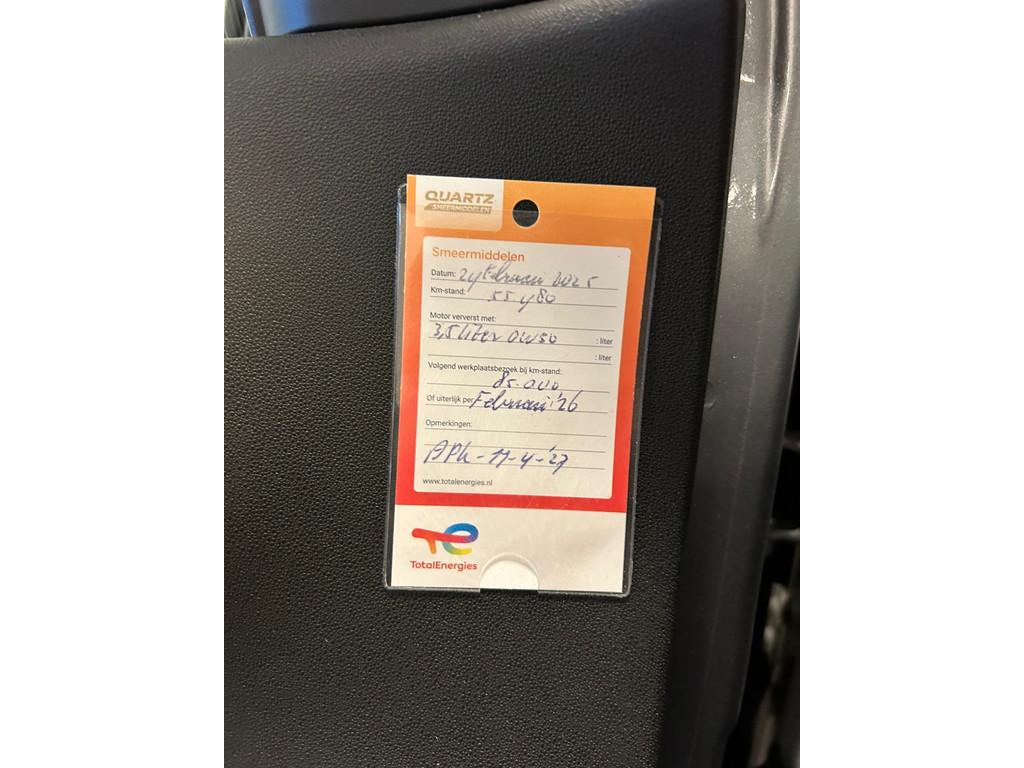 QUARTZ
SMEERMIDDELEN
Smeermiddelen
Datum: 24 Februari 2025
Km-stand: 55480
Motor ververst met:
3,5 liter 0W30 : liter
: liter
Volgend werkplaatsbezoek bij km-stand:
85.000
Of uiterlijk per Februari '26
Opmerkingen:
APK-11-4-'27
www.totalenergies.nl
TotalEnergies